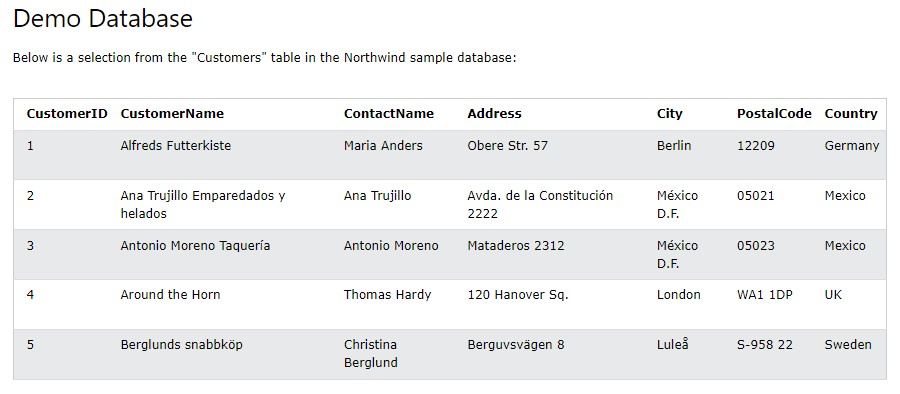 Demo Database
Below is a selection from the "Customers" table in the Northwind sample database:
CustomerID CustomerName ContactName Address City PostalCode Country
1 Alfreds Futterkiste Maria Anders Obere Str. 57 Berlin 12209 Germany
2 Ana Trujillo Emparedados y Ana Trujillo Avda. de la Constitución México 05021 Mexico
helados 2222 D.F.
3 Antonio Moreno Taquería Antonio Moreno Mataderos 2312 México 05023 Mexico
D.F.
4 Around the Horn Thomas Hardy 120 Hanover Sq. London WA1 1DP UK
5 Berglunds snabbköp Christina Berguvsvägen 8 Luleå S-958 22 Sweden
Berglund